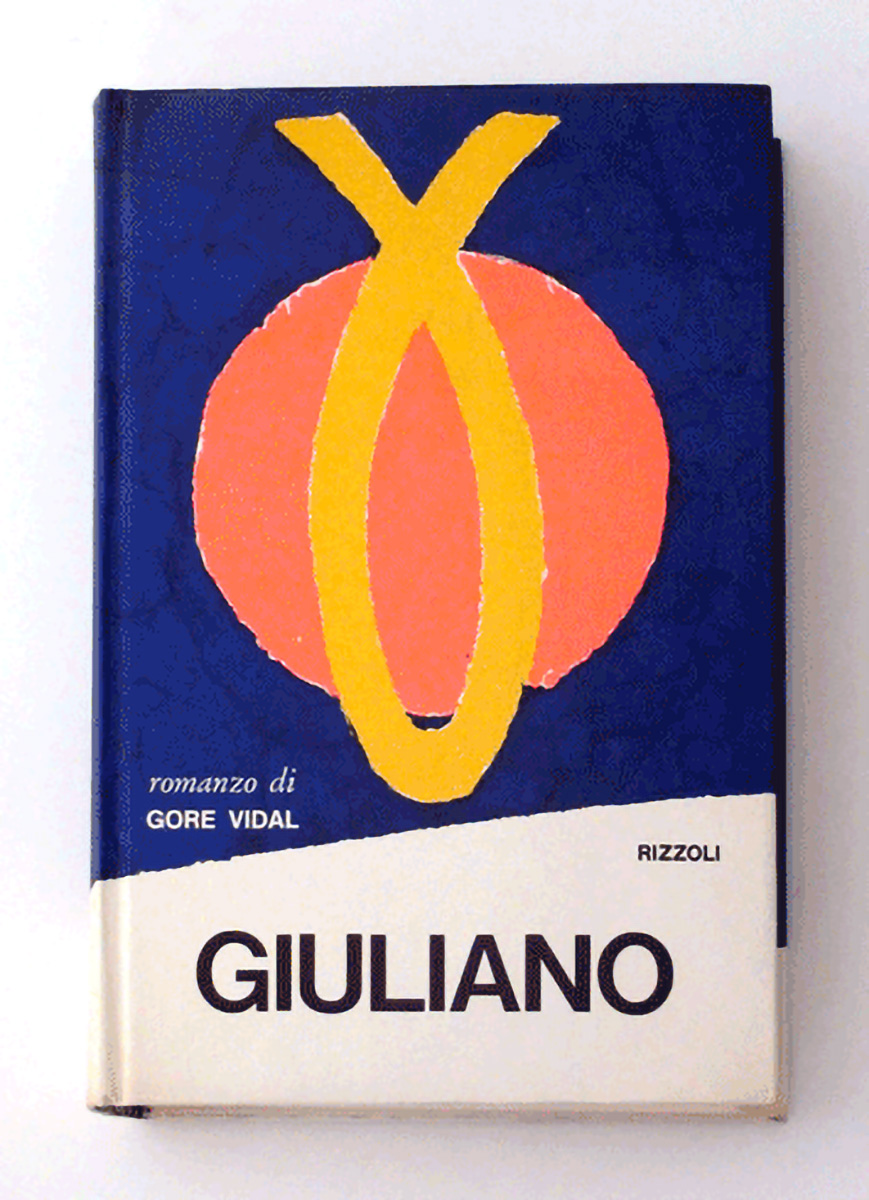 romanzo di
GORE VIDAL
RIZZOLI
GIULIANO